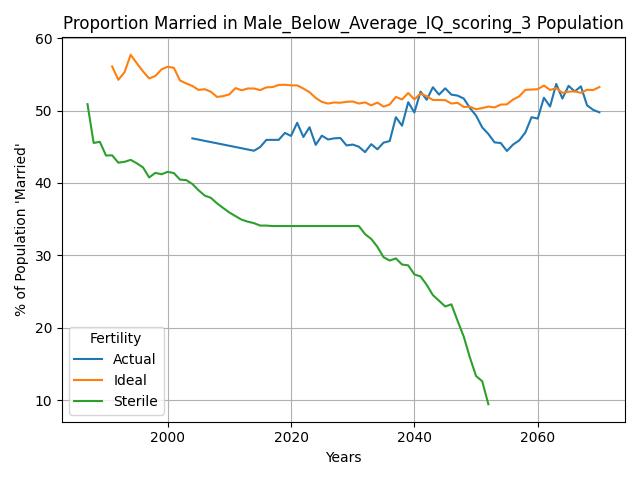 Proportion Married in Male_Below_Average_IQ_scoring_3 Population
% of Population 'Married'
60
50
40
30
20
10
Fertility
Actual
Ideal
Sterile
2000 2020 2040 2060
Years